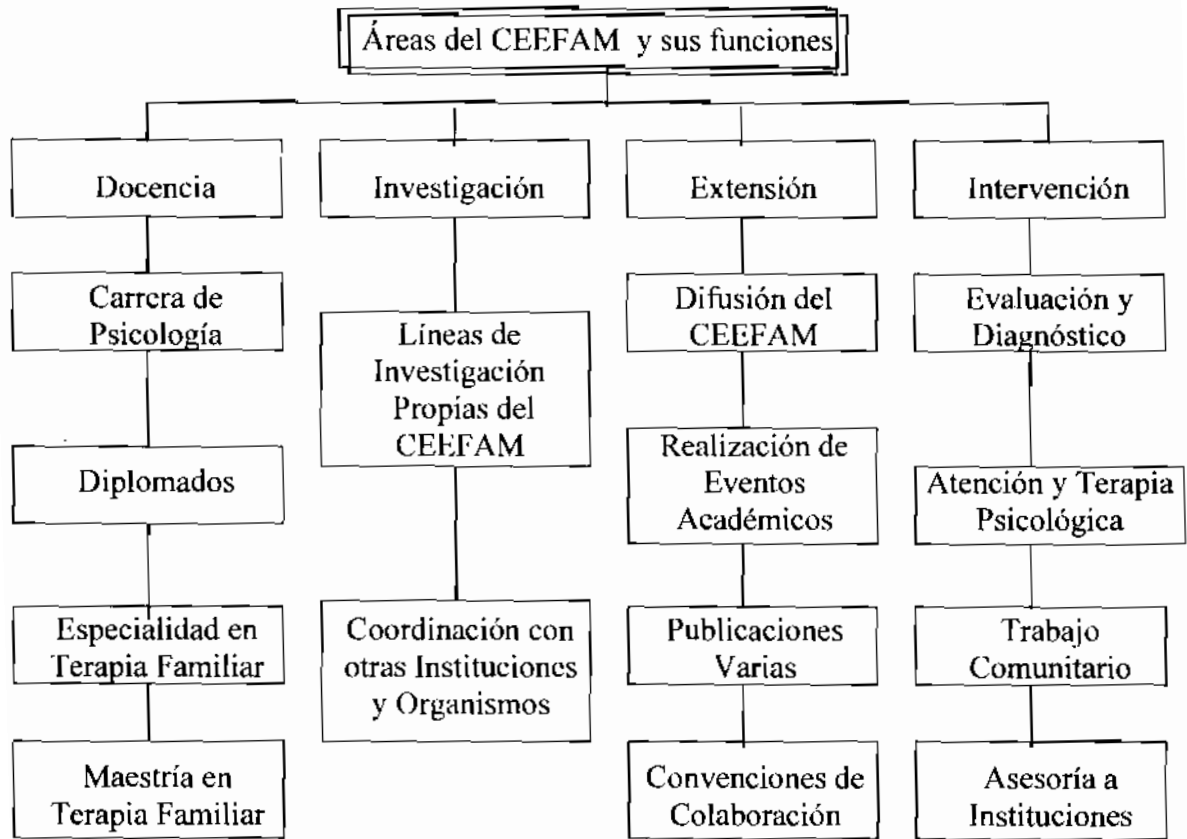 Áreas del CEEFAM y sus funciones
Docencia
Investigación
Extensión
Intervención
Carrera de
Psicología
Líneas de
Investigación
Propias del
CEEFAM
Difusión del
CEEFAM
Evaluación y
Diagnóstico
Diplomados
Realización de
Eventos
Académicos
Atención y Terapia
Psicológica
Especialidad en
Terapia Familiar
Coordinación con
otras Instituciones
y Organismos
Publicaciones
Varias
Trabajo
Comunitario
Maestría en
Terapia Familiar
Convenciones de
Colaboración
Asesoría a
Instituciones